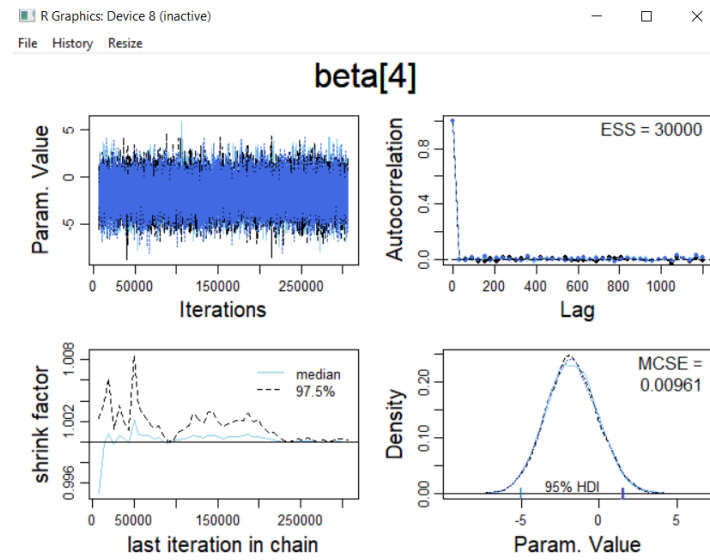 R Graphics: Device 8 (inactive)
File History Resize
beta[4]
Param. Value
5
0
-5
0 50000 150000 250000
Iterations
Autocorrelation
0.8
0.4
0.0
ESS = 30000
0 200 400 600 800 1000
Lag
shrink factor
1.008
1.002
0.996
median
97.5%
0 50000 150000 250000
last iteration in chain
Density
0.20
0.10
0.00
MCSE =
0.00961
95% HDI
-5 0 5
Param. Value